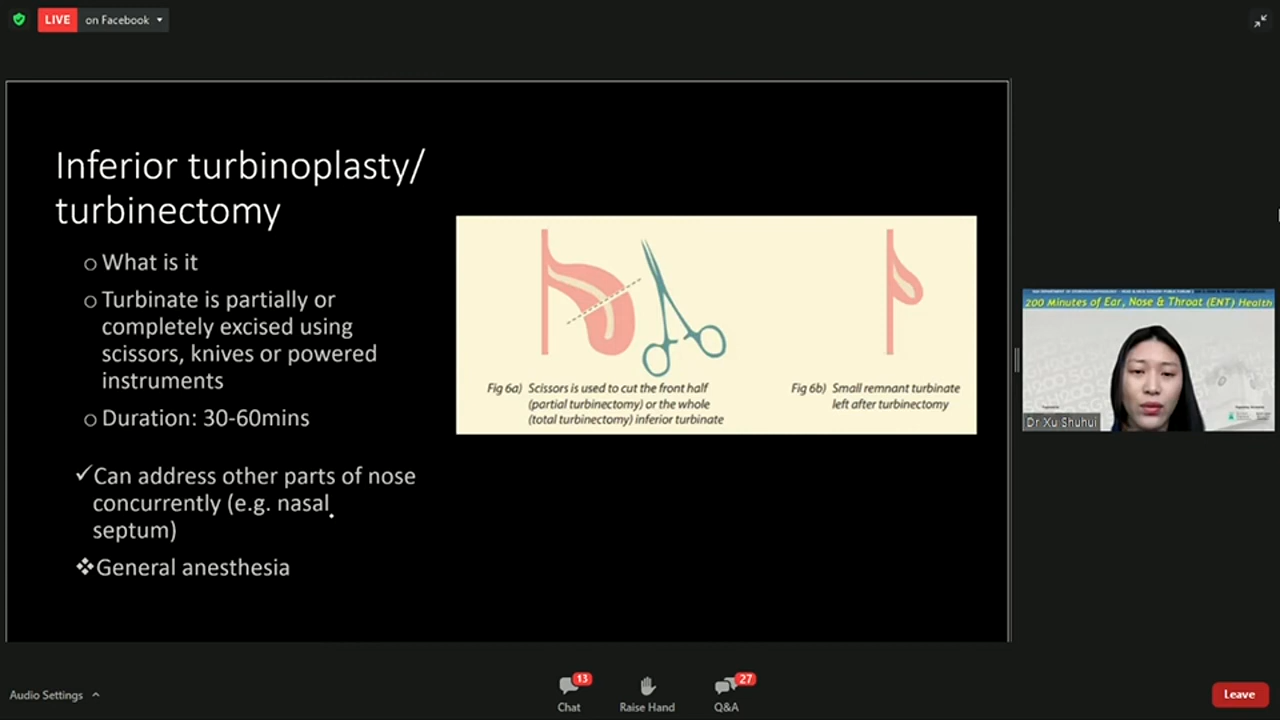 LIVE on Facebook
Inferior turbinoplasty/
turbinectomy
What is it
Turbinate is partially or
completely excised using
scissors, knives or powered
instruments
Duration: 30-60mins
Can address other parts of nose
concurrently (e.g. nasal
septum)
General anesthesia
Fig 6a) Scissors is used to cut the front half
(partial turbinectomy) or the whole
(total turbinectomy) inferior turbinate
Fig 6b) Small remnant turbinate
left after turbinectomy
200 Minutes of Ear, Nose & Throat (ENT) Health
Dr Xu Shuhui
Audio Settings
13
Chat
Raise Hand
27
Q&A
Leave